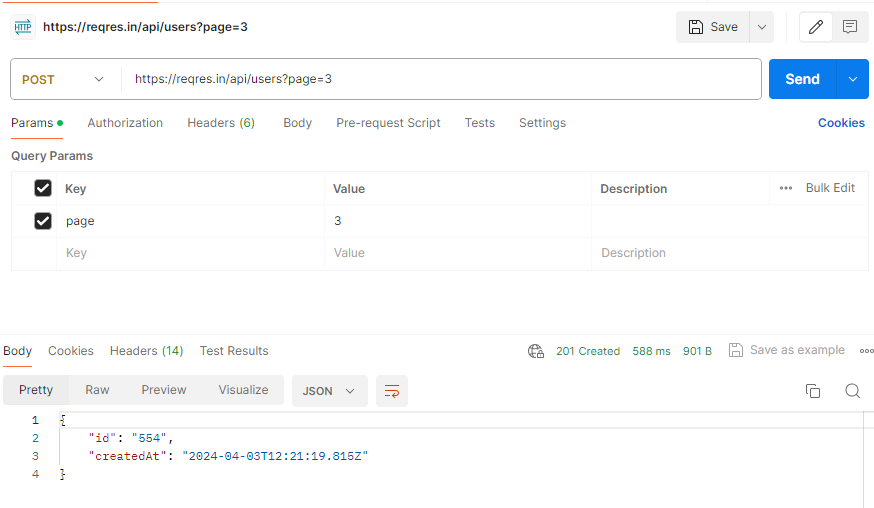 HTTP https://reqres.in/api/users?page=3 Save
POST https://reqres.in/api/users?page=3 Send
Params Authorization Headers (6) Body Pre-request Script Tests Settings Cookies
Query Params
Key Value Description Bulk Edit
page 3
Key Value Description
Body Cookies Headers (14) Test Results 201 Created 588 ms 901 B Save as example
Pretty Raw Preview Visualize JSON
1 {
2 "id": "554",
3 "createdAt": "2024-04-03T12:21:19.815Z"
4 }